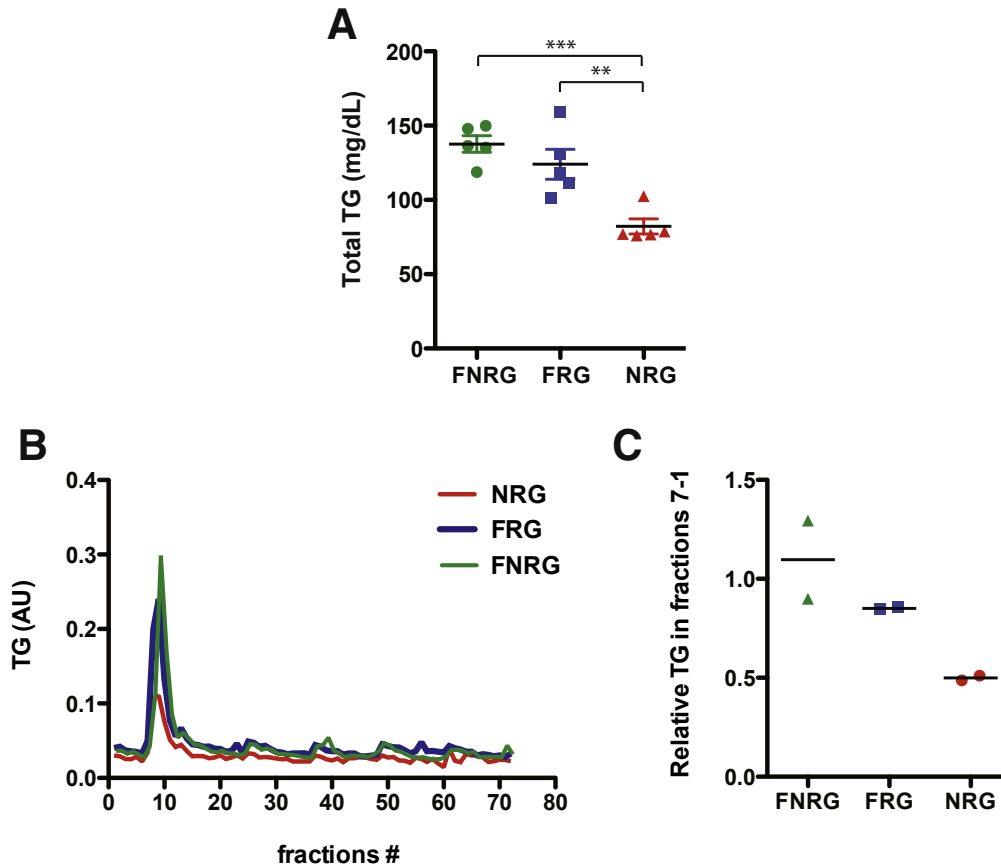 A
Total TG (mg/dL)
200
150
100
50
0
***
**
FNRG FRG NRG
B
TG (AU)
0.4
0.3
0.2
0.1
0.0
0 10 20 30 40 50 60 70 80
fractions #
NRG
FRG
FNRG
C
Relative TG in fractions 7-1
1.5
1.0
0.5
0.0
FNRG FRG NRG